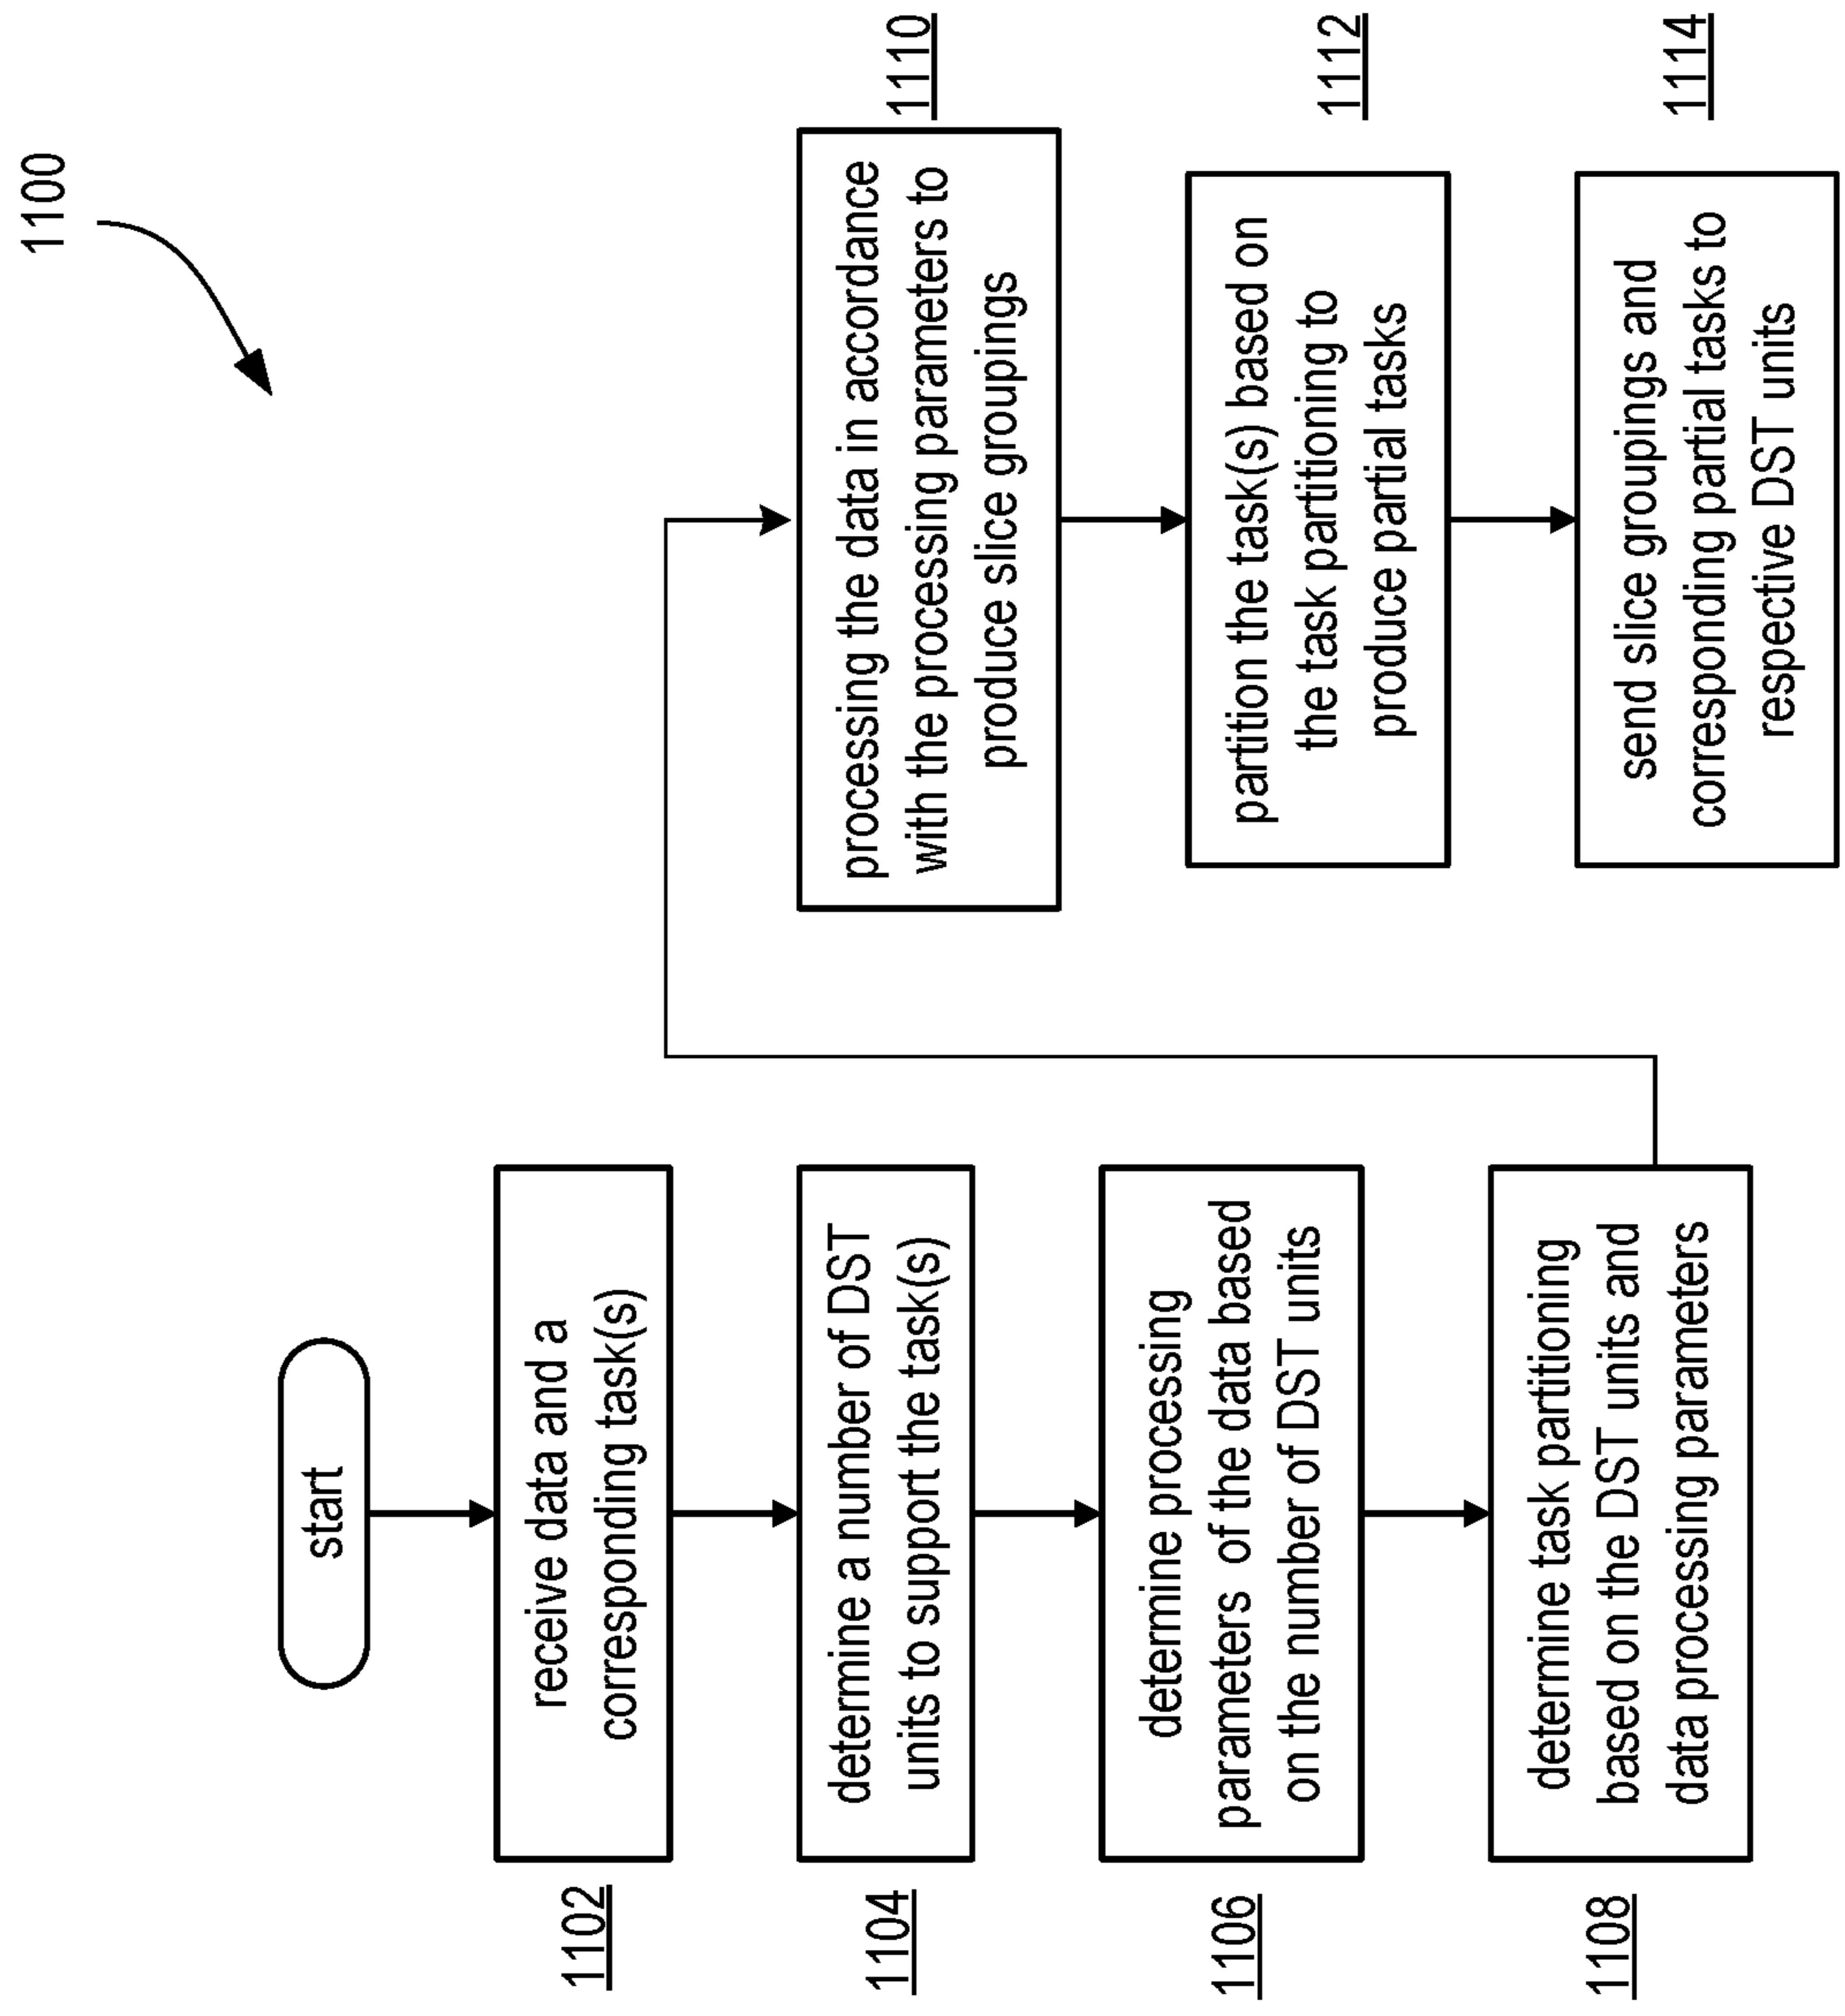 1100
start
1102
receive data and a
corresponding task(s)
1104
determine a number of DST
units to support the task(s)
1106
determine processing
parameters of the data based
on the number of DST units
1108
determine task partitioning
based on the DST units and
data processing parameters
1110
processing the data in accordance
with the processing parameters to
produce slice groupings
1112
partition the task(s) based on
the task partitioning to
produce partial tasks
1114
send slice groupings and
corresponding partial tasks to
respective DST units